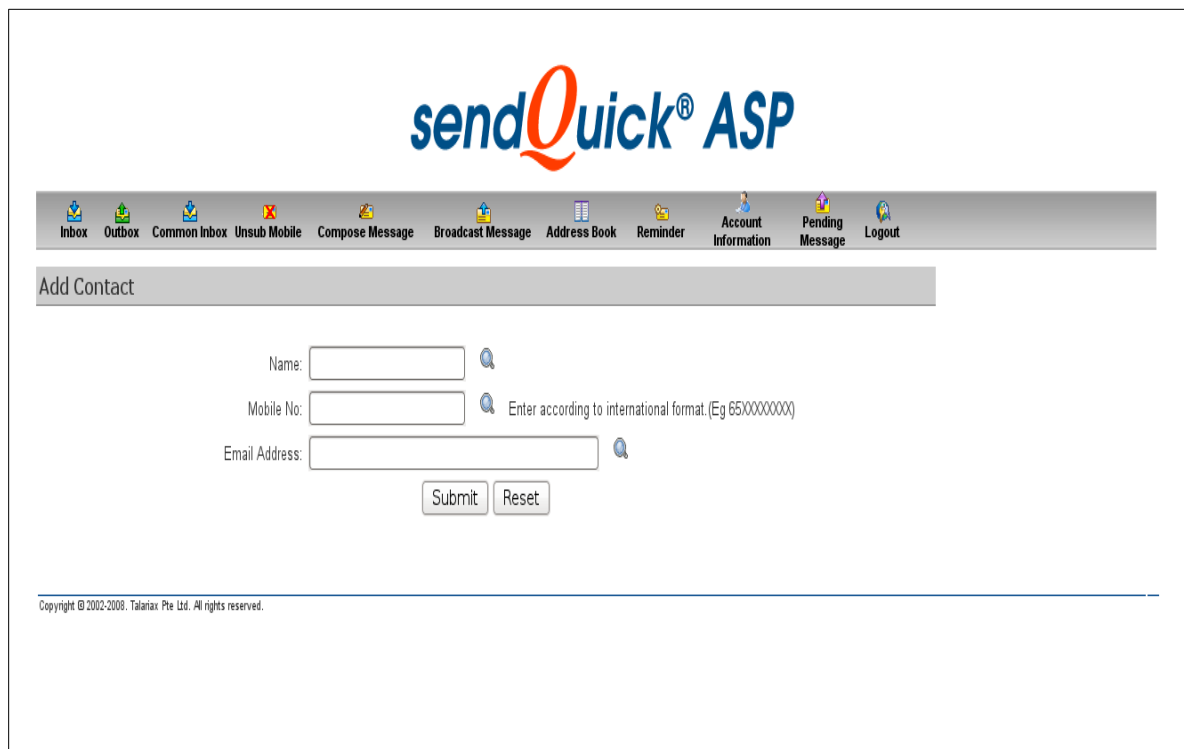 sendQuick® ASP
Inbox Outbox Common Inbox Unsub Mobile Compose Message Broadcast Message Address Book Reminder Account Information Pending Message Logout
Add Contact
Name:
Mobile No: Enter according to international format.(Eg 65XXXXXXXX)
Email Address:
Submit Reset
Copyright © 2002-2008. Talariax Pte Ltd. All rights reserved.